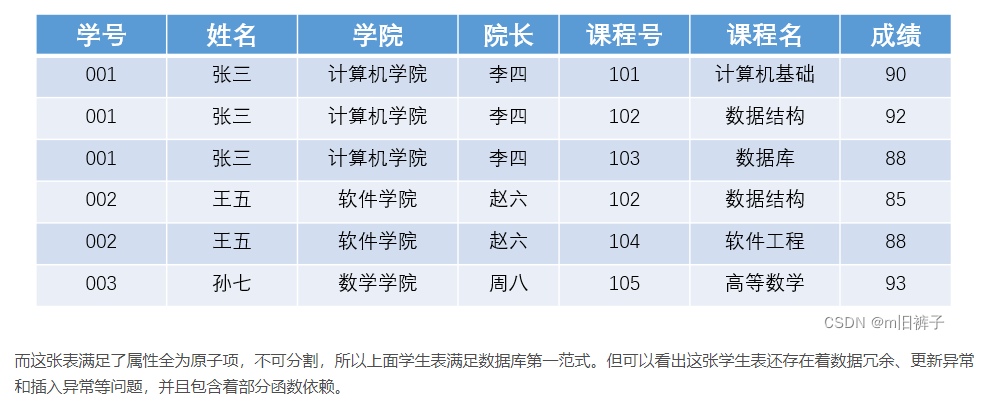 学号 姓名 学院 院长 课程号 课程名 成绩
001 张三 计算机学院 李四 101 计算机基础 90
001 张三 计算机学院 李四 102 数据结构 92
001 张三 计算机学院 李四 103 数据库 88
002 王五 软件学院 赵六 102 数据结构 85
002 王五 软件学院 赵六 104 软件工程 88
003 孙七 数学学院 周八 105 高等数学 93
CSDN @m旧裤子
而这张表满足了属性全为原子项，不可分割，所以上面学生表满足数据库第一范式。但可以看出这张学生表还存在着数据冗余、更新异常
和插入异常等问题，并且包含着部分函数依赖。